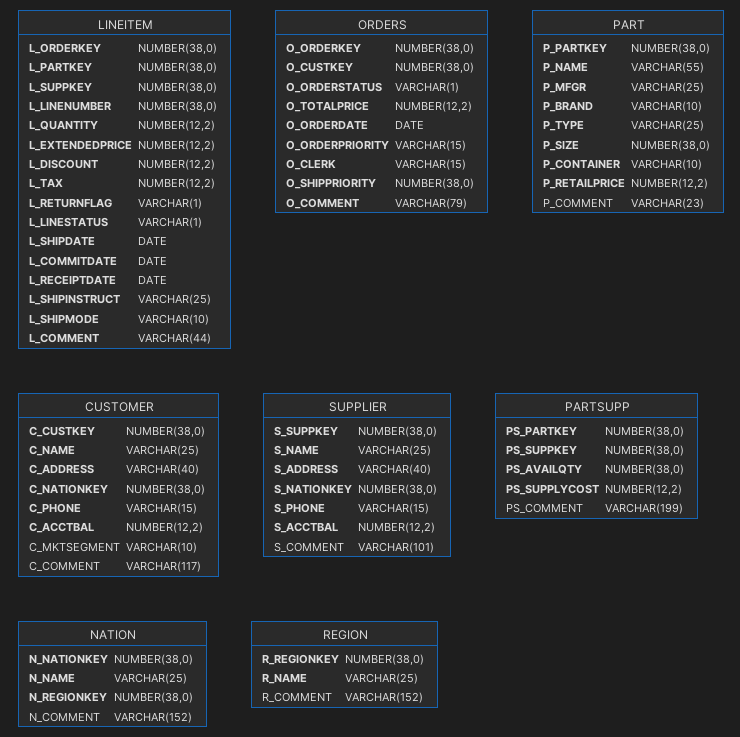 LINEITEM
L_ORDERKEY NUMBER(38,0)
L_PARTKEY NUMBER(38,0)
L_SUPPKEY NUMBER(38,0)
L_LINENUMBER NUMBER(38,0)
L_QUANTITY NUMBER(12,2)
L_EXTENDEDPRICE NUMBER(12,2)
L_DISCOUNT NUMBER(12,2)
L_TAX NUMBER(12,2)
L_RETURNFLAG VARCHAR(1)
L_LINESTATUS VARCHAR(1)
L_SHIPDATE DATE
L_COMMITDATE DATE
L_RECEIPTDATE DATE
L_SHIPINSTRUCT VARCHAR(25)
L_SHIPMODE VARCHAR(10)
L_COMMENT VARCHAR(44)
ORDERS
O_ORDERKEY NUMBER(38,0)
O_CUSTKEY NUMBER(38,0)
O_ORDERSTATUS VARCHAR(1)
O_TOTALPRICE NUMBER(12,2)
O_ORDERDATE DATE
O_ORDERPRIORITY VARCHAR(15)
O_CLERK VARCHAR(15)
O_SHIPPRIORITY NUMBER(38,0)
O_COMMENT VARCHAR(79)
PART
P_PARTKEY NUMBER(38,0)
P_NAME VARCHAR(55)
P_MFGR VARCHAR(25)
P_BRAND VARCHAR(10)
P_TYPE VARCHAR(25)
P_SIZE NUMBER(38,0)
P_CONTAINER VARCHAR(10)
P_RETAILPRICE NUMBER(12,2)
P_COMMENT VARCHAR(23)
CUSTOMER
C_CUSTKEY NUMBER(38,0)
C_NAME VARCHAR(25)
C_ADDRESS VARCHAR(40)
C_NATIONKEY NUMBER(38,0)
C_PHONE VARCHAR(15)
C_ACCTBAL NUMBER(12,2)
C_MKTSEGMENT VARCHAR(10)
C_COMMENT VARCHAR(117)
SUPPLIER
S_SUPPKEY NUMBER(38,0)
S_NAME VARCHAR(25)
S_ADDRESS VARCHAR(40)
S_NATIONKEY NUMBER(38,0)
S_PHONE VARCHAR(15)
S_ACCTBAL NUMBER(12,2)
S_COMMENT VARCHAR(101)
PARTSUPP
PS_PARTKEY NUMBER(38,0)
PS_SUPPKEY NUMBER(38,0)
PS_AVAILQTY NUMBER(38,0)
PS_SUPPLYCOST NUMBER(12,2)
PS_COMMENT VARCHAR(199)
NATION
N_NATIONKEY NUMBER(38,0)
N_NAME VARCHAR(25)
N_REGIONKEY NUMBER(38,0)
N_COMMENT VARCHAR(152)
REGION
R_REGIONKEY NUMBER(38,0)
R_NAME VARCHAR(25)
R_COMMENT VARCHAR(152)